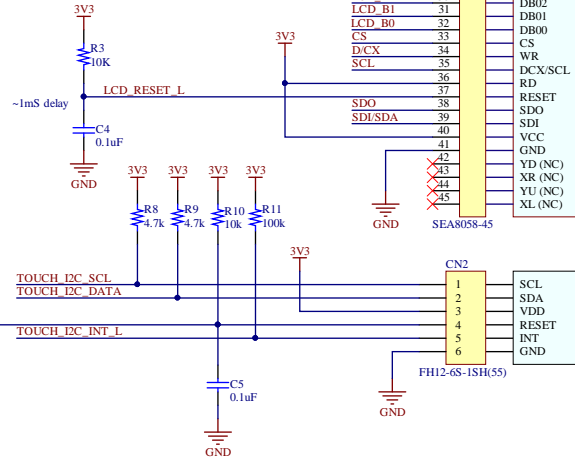 DB02
LCD_B1 31 DB01
LCD_B0 32 DB00
CS 33 CS
D/CX 34 WR
SCL 35 DCX/SCL
36 RD
LCD_RESET_L 37 RESET
SDO 38 SDO
SDI/SDA 39 SDI
40 VCC
41 GND
42 YD (NC)
43 XR (NC)
44 YU (NC)
45 XL (NC)
SEA8058-45
3V3
R3
10K
~1mS delay
C4
0.1uF
GND
3V3
GND
3V3 3V3 3V3 3V3
R8 R9 R10 R11
4.7k 4.7k 10k 100k
3V3
CN2
TOUCH_I2C_SCL 1 SCL
TOUCH_I2C_DATA 2 SDA
3 VDD
4 RESET
TOUCH_I2C_INT_L 5 INT
6 GND
FH12-6S-1SH(55)
C5
0.1uF
GND
GND